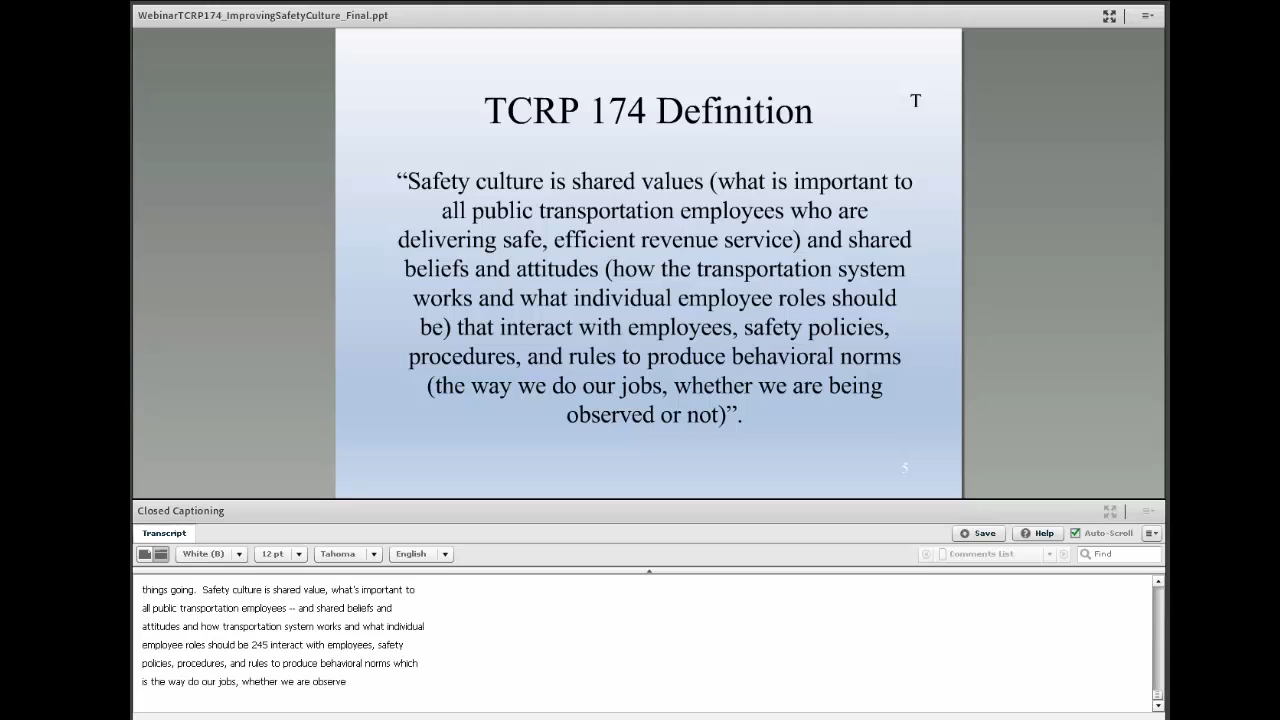 WebinarTCRP174_ImprovingSafetyCulture_Final.ppt
T
TCRP 174 Definition
“Safety culture is shared values (what is important to
all public transportation employees who are
delivering safe, efficient revenue service) and shared
beliefs and attitudes (how the transportation system
works and what individual employee roles should
be) that interact with employees, safety policies,
procedures, and rules to produce behavioral norms
(the way we do our jobs, whether we are being
observed or not)”.
5
Closed Captioning
Transcript
Save
Help
Auto-Scroll
White (B)
12 pt
Tahoma
English
Comments List
Find
things going.  Safety culture is shared value, what's important to
all public transportation employees -- and shared beliefs and
attitudes and how transportation system works and what individual
employee roles should be 245 interact with employees, safety
policies, procedures, and rules to produce behavioral norms which
is the way do our jobs, whether we are observe